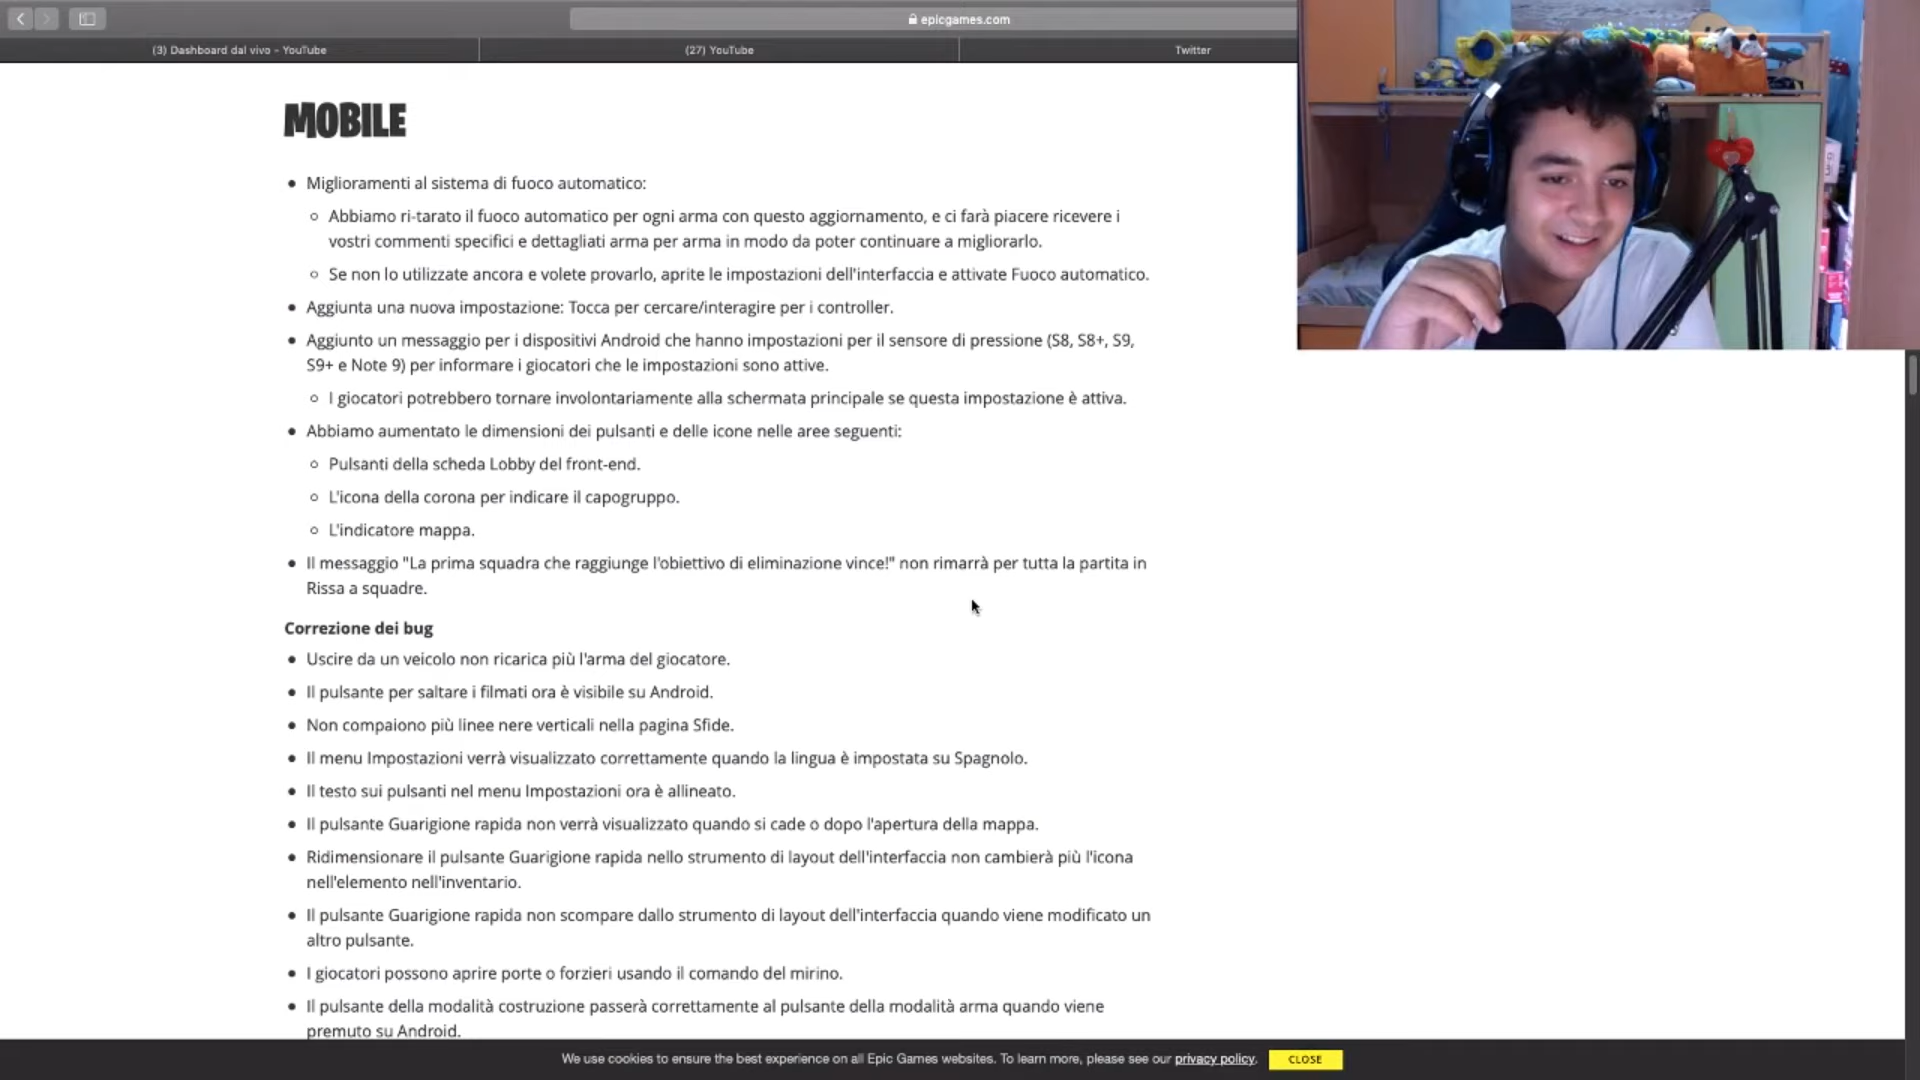 epicgames.com
(3) Dashboard dal vivo - YouTube
(27) YouTube
Twitter
MOBILE
Miglioramenti al sistema di fuoco automatico:
Abbiamo ri-tarato il fuoco automatico per ogni arma con questo aggiornamento, e ci farà piacere ricevere i
vostri commenti specifici e dettagliati arma per arma in modo da poter continuare a migliorarlo.
Se non lo utilizzate ancora e volete provarlo, aprite le impostazioni dell'interfaccia e attivate Fuoco automatico.
Aggiunta una nuova impostazione: Tocca per cercare/interagire per i controller.
Aggiunto un messaggio per i dispositivi Android che hanno impostazioni per il sensore di pressione (S8, S8+, S9,
S9+ e Note 9) per informare i giocatori che le impostazioni sono attive.
I giocatori potrebbero tornare involontariamente alla schermata principale se questa impostazione è attiva.
Abbiamo aumentato le dimensioni dei pulsanti e delle icone nelle aree seguenti:
Pulsanti della scheda Lobby del front-end.
L'icona della corona per indicare il capogruppo.
L'indicatore mappa.
Il messaggio "La prima squadra che raggiunge l'obiettivo di eliminazione vince!" non rimarrà per tutta la partita in
Rissa a squadre.
Correzione dei bug
Uscire da un veicolo non ricarica più l'arma del giocatore.
Il pulsante per saltare i filmati ora è visibile su Android.
Non compaiono più linee nere verticali nella pagina Sfide.
Il menu Impostazioni verrà visualizzato correttamente quando la lingua è impostata su Spagnolo.
Il testo sui pulsanti nel menu Impostazioni ora è allineato.
Il pulsante Guarigione rapida non verrà visualizzato quando si cade o dopo l'apertura della mappa.
Ridimensionare il pulsante Guarigione rapida nello strumento di layout dell'interfaccia non cambierà più l'icona
nell'elemento nell'inventario.
Il pulsante Guarigione rapida non scompare dallo strumento di layout dell'interfaccia quando viene modificato un
altro pulsante.
I giocatori possono aprire porte o forzieri usando il comando del mirino.
Il pulsante della modalità costruzione passerà correttamente al pulsante della modalità arma quando viene
premuto su Android.
We use cookies to ensure the best experience on all Epic Games websites. To learn more, please see our privacy policy. CLOSE